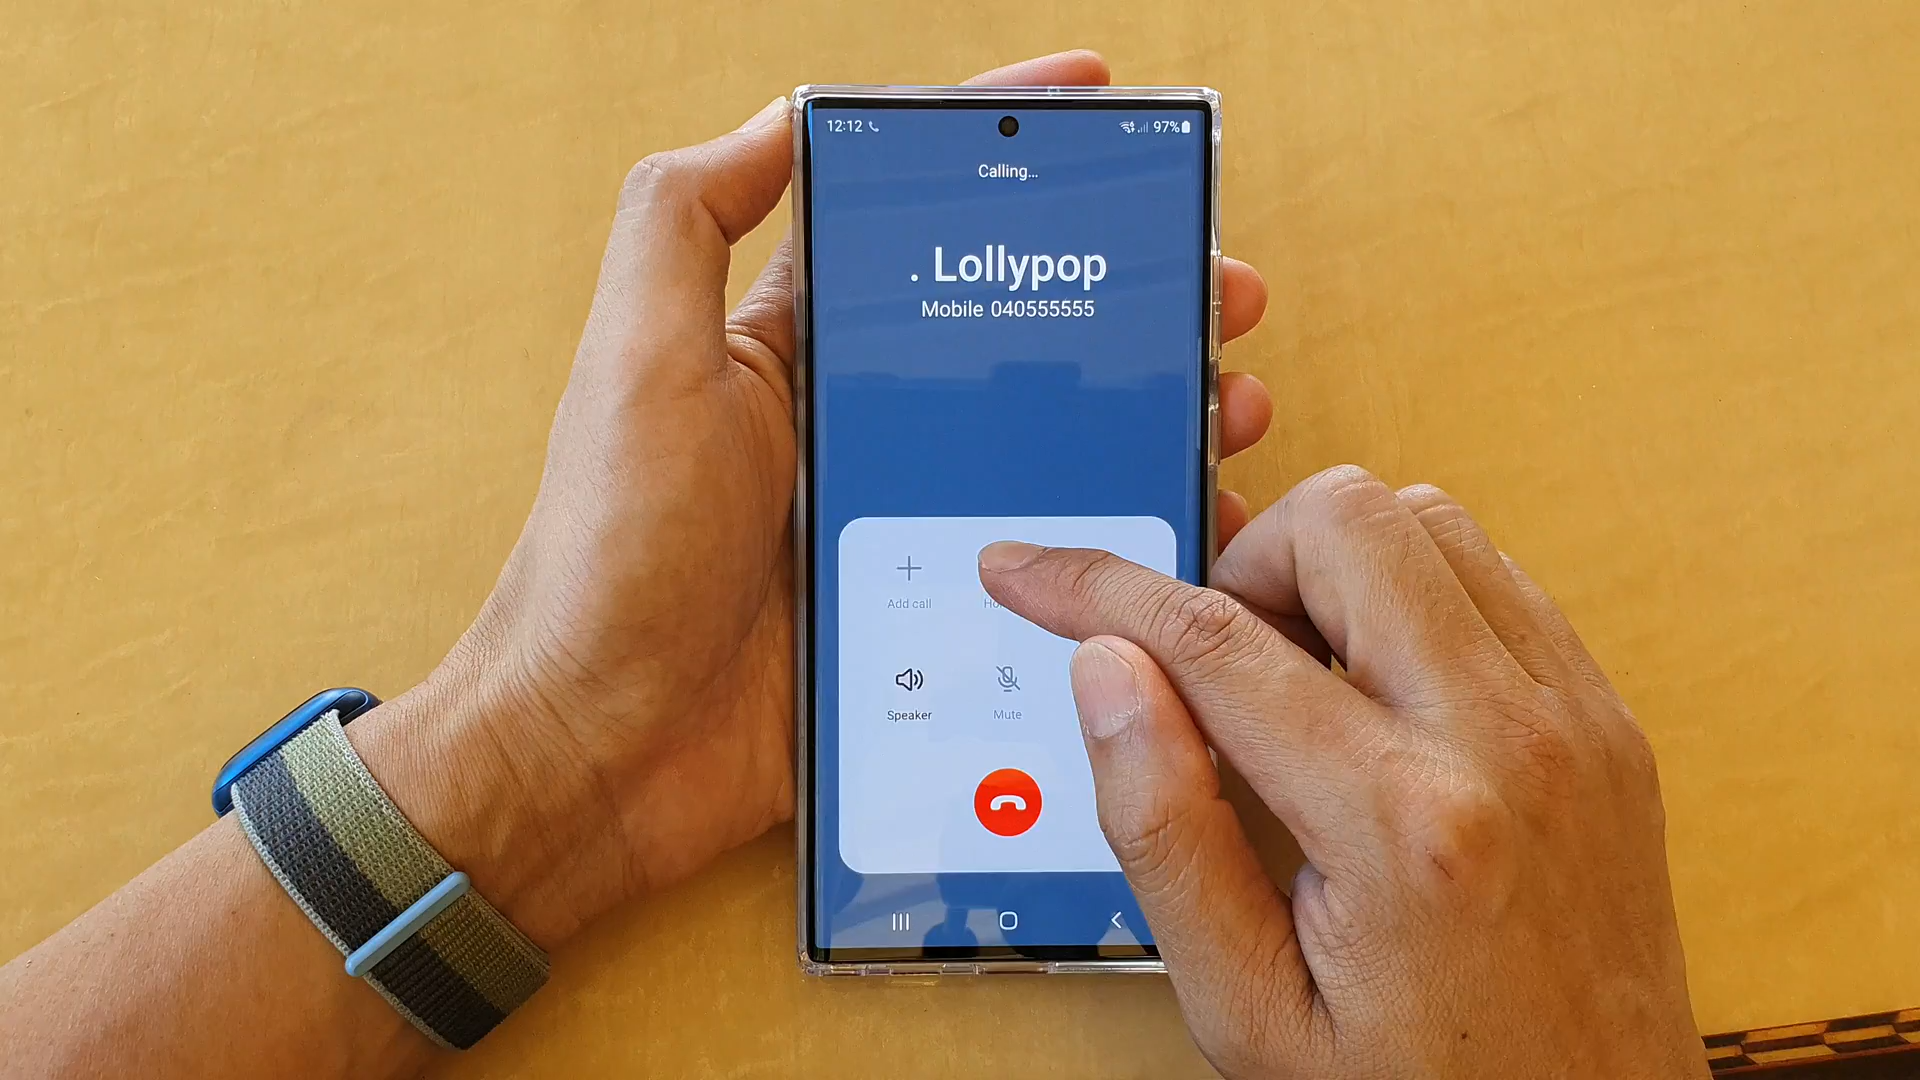 12:12 97%
Calling...
. Lollypop
Mobile 040555555
Add call
Speaker Mute